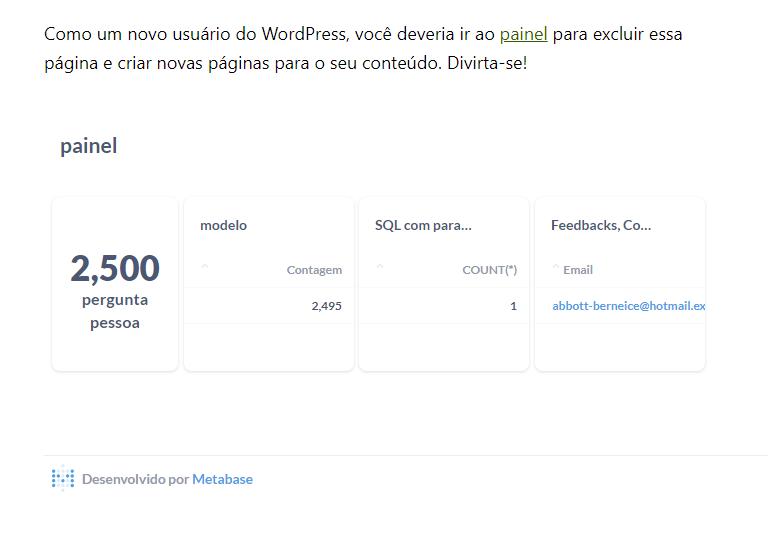 Como um novo usuário do WordPress, você deveria ir ao painel para excluir essa
página e criar novas páginas para o seu conteúdo. Divirta-se!
painel
2,500
pergunta
pessoa
modelo
Contagem
2,495
SQL com para...
COUNT(*)
1
Feedbacks, Co...
Email
abbott-berneice@hotmail.ex
Desenvolvido por Metabase